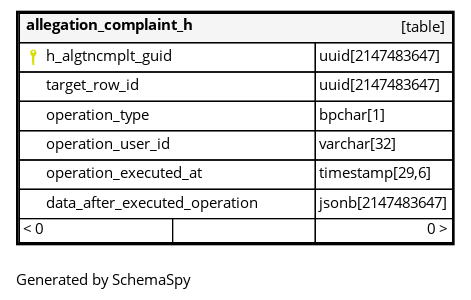 allegation_complaint_h [table]
h_algtncmplt_guid uuid[2147483647]
target_row_id uuid[2147483647]
operation_type bpchar[1]
operation_user_id varchar[32]
operation_executed_at timestamp[29,6]
data_after_executed_operation jsonb[2147483647]
< 0 0 >
Generated by SchemaSpy